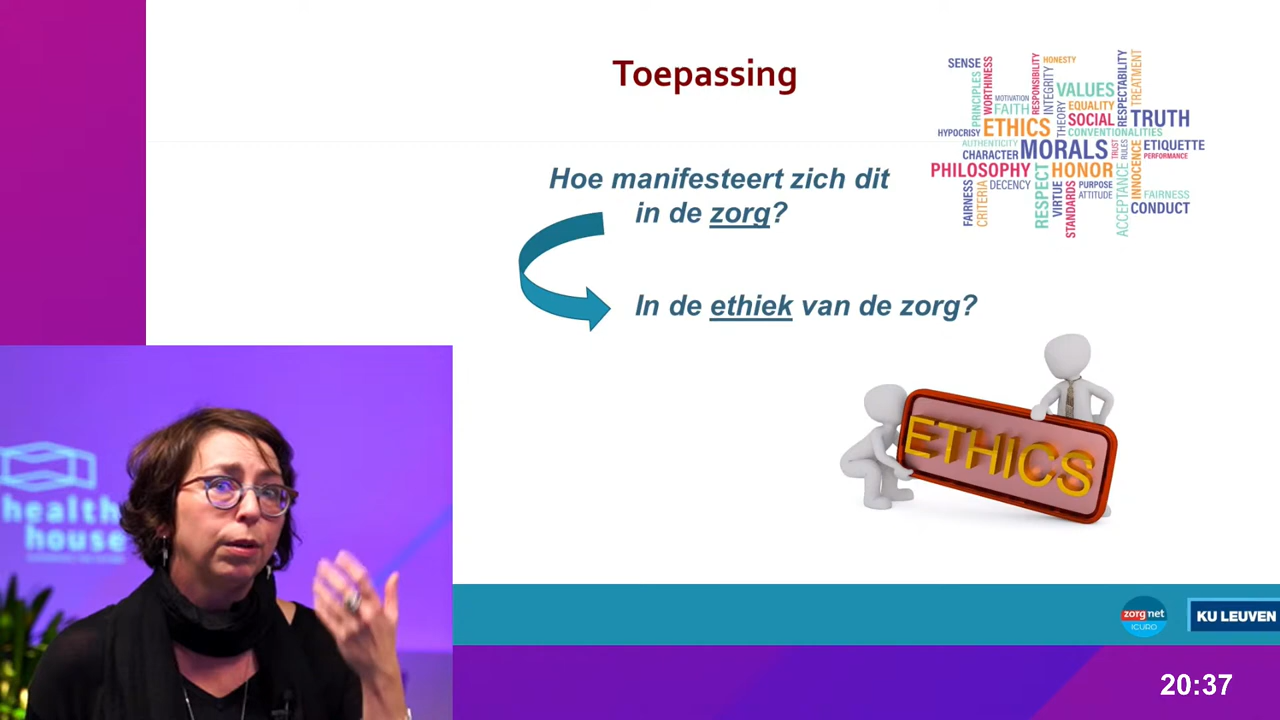 Toepassing
Hoe manifesteert zich dit
in de zorg?
In de ethiek van de zorg?
SENSE
PRINCIPLES
WORTHINESS
MOTIVATION
FAITH
RESPONSIBILITY
HONESTY
INTEGRITY
THEORY
VALUES
EQUALITY
SOCIAL
CONVENTIONALITIES
RESPECTABILITY
TREATMENT
TRUTH
HYPOCRISY
ETHICS
AUTHENTICITY
CHARACTER
MORALS
TRUST
RULES
ETIQUETTE
PERFORMANCE
PHILOSOPHY
HONOR
INNOCENCE
ACCEPTANCE
FAIRNESS
CRITERIA
DECENCY
RESPECT
VIRTUE
STANDARDS
PURPOSE
ATTITUDE
FAIRNESS
CONDUCT
ETHICS
health
house
zorgnet
ICURO
KU LEUVEN
20:37